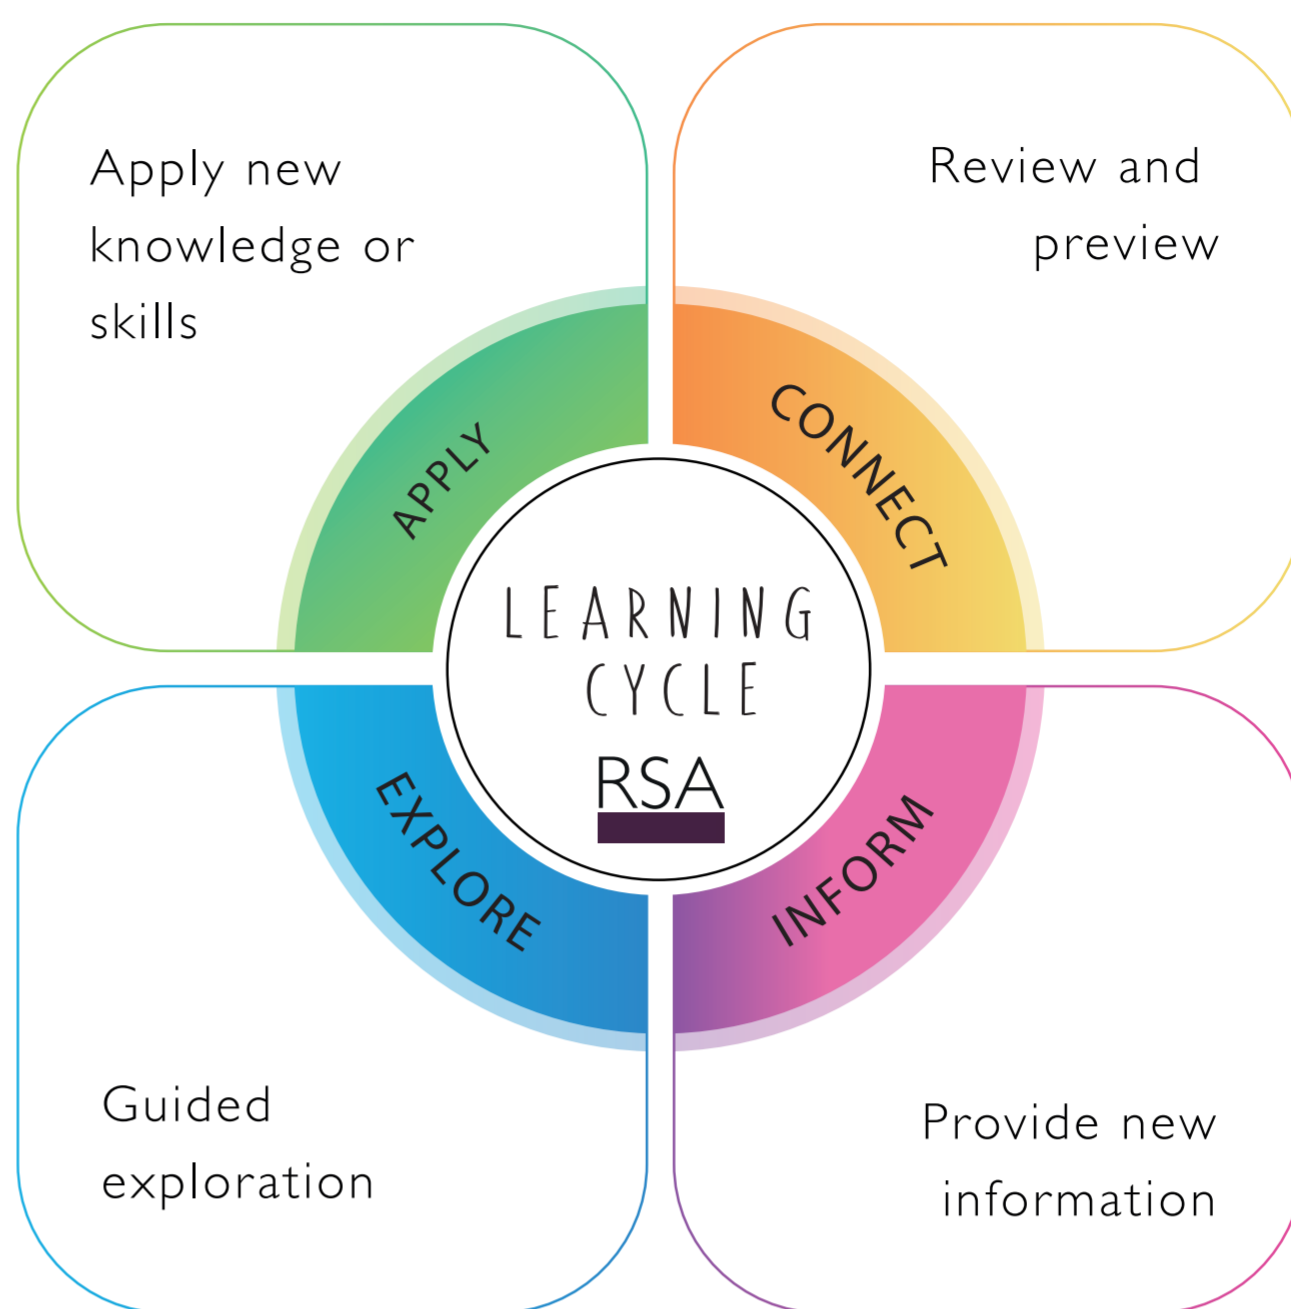 Apply new
knowledge or
skills
Review and
preview
APPLY
CONNECT
LEARNING
CYCLE
RSA
EXPLORE
INFORM
Guided
exploration
Provide new
information